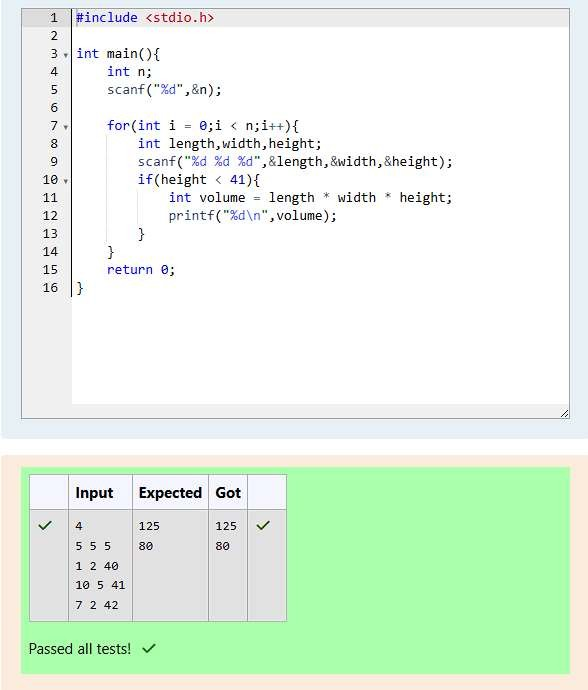 1 #include <stdio.h>
2
3 int main(){
4     int n;
5     scanf("%d",&n);
6
7     for(int i = 0;i < n;i++){
8         int length,width,height;
9         scanf("%d %d %d",&length,&width,&height);
10         if(height < 41){
11             int volume = length * width * height;
12             printf("%d\n",volume);
13         }
14     }
15     return 0;
16 }
Input Expected Got
4 125 125
5 5 5 80 80
1 2 40
10 5 41
7 2 42
Passed all tests!